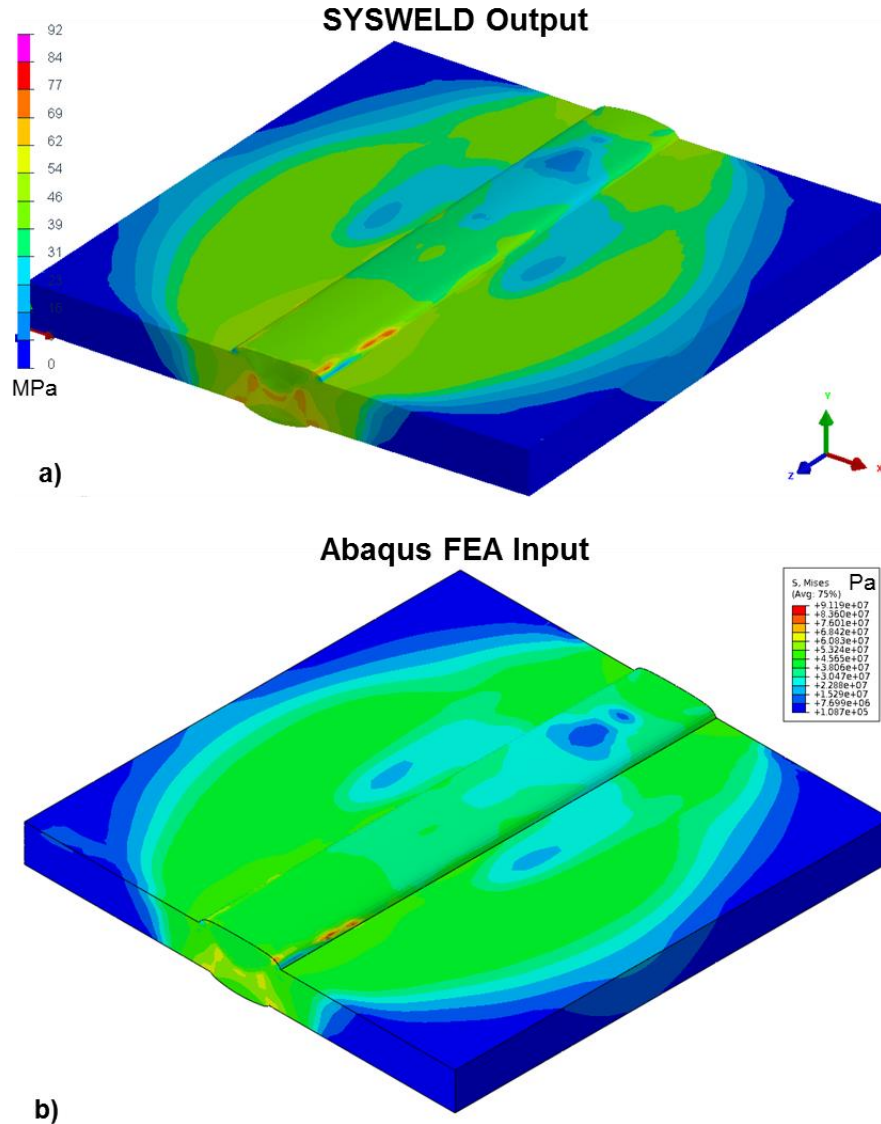 SYSWELD Output
92
84
77
69
62
54
46
39
31
23
16
0
MPa
Y
X
Z
a)
Abaqus FEA Input
S, Mises Pa
(Avg: 75%)
+9.119e+07
+8.360e+07
+7.601e+07
+6.842e+07
+6.083e+07
+5.324e+07
+4.565e+07
+3.806e+07
+3.047e+07
+2.288e+07
+1.529e+07
+7.699e+06
+1.087e+05
b)